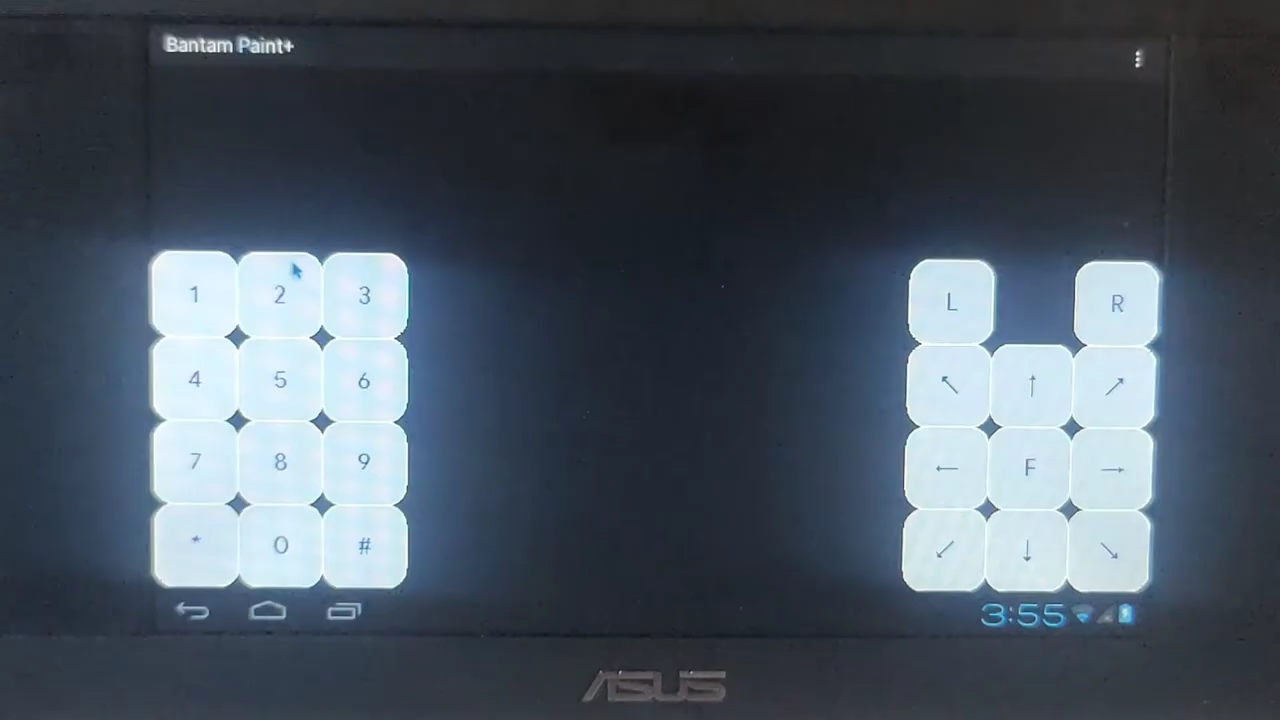 Bantam Paint+
1 2 3
L R
4 5 6
↖ ↑ ↗
7 8 9
← F →
* 0 #
↙ ↓ ↘
3:55
ASUS